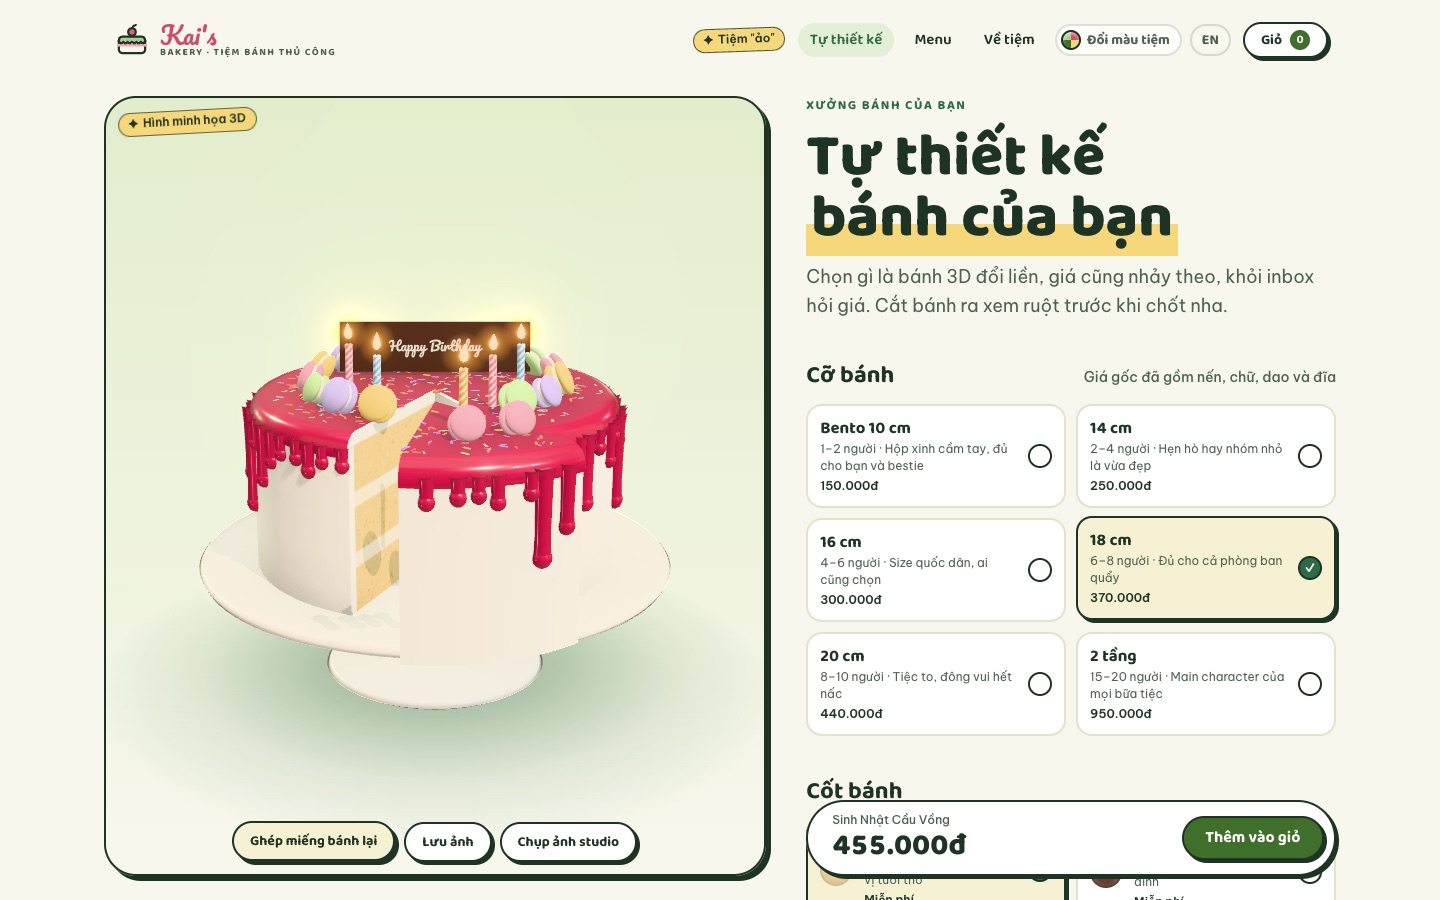 Kai's
BAKERY · TIỆM BÁNH THỦ CÔNG
✦ Tiệm "ảo"
Tự thiết kế
Menu
Về tiệm
Đổi màu tiệm
EN
Giỏ 0
✦ Hình minh họa 3D
Happy Birthday
Ghép miếng bánh lại
Lưu ảnh
Chụp ảnh studio
XƯỞNG BÁNH CỦA BẠN
Tự thiết kế
bánh của bạn
Chọn gì là bánh 3D đổi liền, giá cũng nhảy theo, khỏi inbox
hỏi giá. Cắt bánh ra xem ruột trước khi chốt nha.
Cỡ bánh
Giá gốc đã gồm nến, chữ, dao và đĩa
Bento 10 cm
1–2 người · Hộp xinh cầm tay, đủ
cho bạn và bestie
150.000đ
14 cm
2–4 người · Hẹn hò hay nhóm nhỏ
là vừa đẹp
250.000đ
16 cm
4–6 người · Size quốc dân, ai
cũng chọn
300.000đ
18 cm
6–8 người · Đủ cho cả phòng ban
quẩy
370.000đ
20 cm
8–10 người · Tiệc to, đông vui hết
nấc
440.000đ
2 tầng
15–20 người · Main character của
mọi bữa tiệc
950.000đ
Cốt bánh
Sinh Nhật Cầu Vồng
455.000đ
Thêm vào giỏ
vị tuổi thơ
đỉnh
Miễn phí
Miễn phí